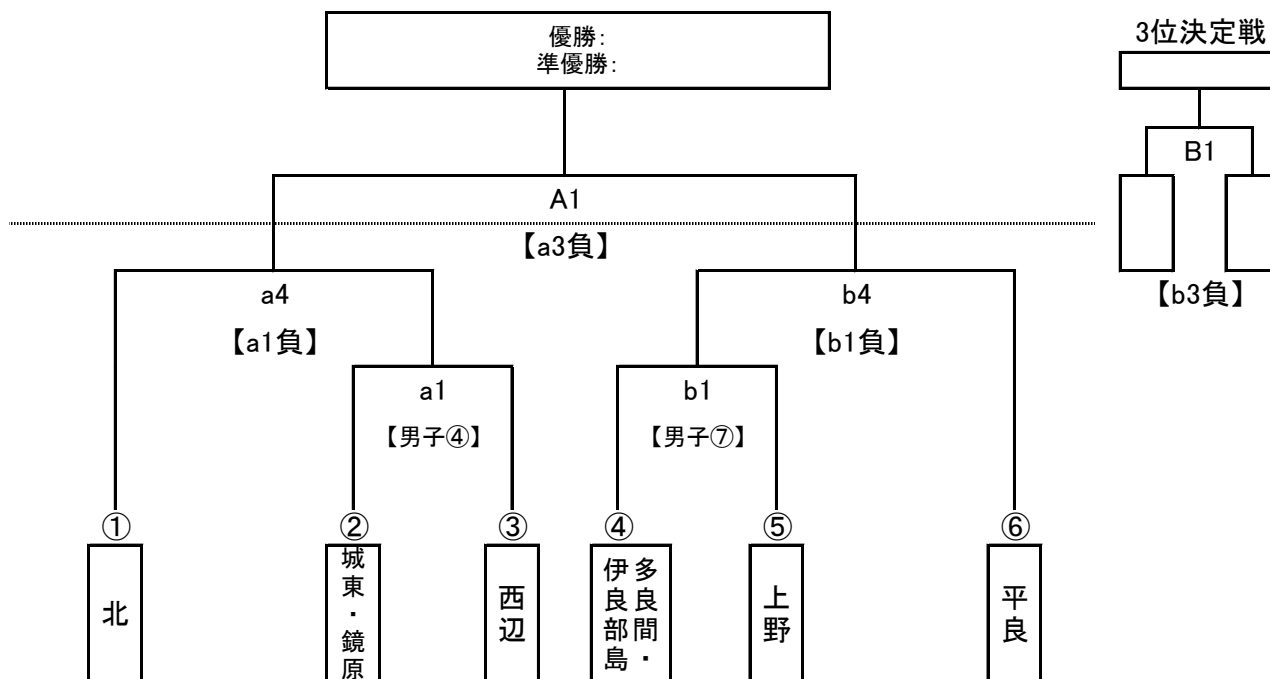 優勝:
準優勝:
3位決定戦
B1
A1
【a3負】
【b3負】
a4
b4
【a1負】
【b1負】
a1
b1
【男子④】
【男子⑦】
①
②
③
④
⑤
⑥
北
城東・鏡原
西辺
多良間・
伊良部島
上野
平良